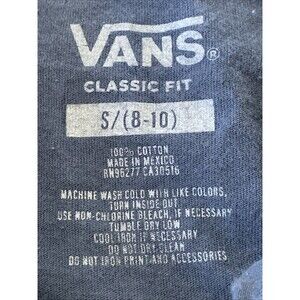 VANS®
CLASSIC FIT
S/(8-10)
100% COTTON
MADE IN MEXICO
RN96277 CA30516
MACHINE WASH COLD WITH LIKE COLORS,
TURN INSIDE OUT
USE NON-CHLORINE BLEACH, IF NECESSARY
TUMBLE DRY LOW
COOL IRON IF NECESSARY
DO NOT DRY CLEAN
DO NOT IRON PRINT AND ACCESSORIES